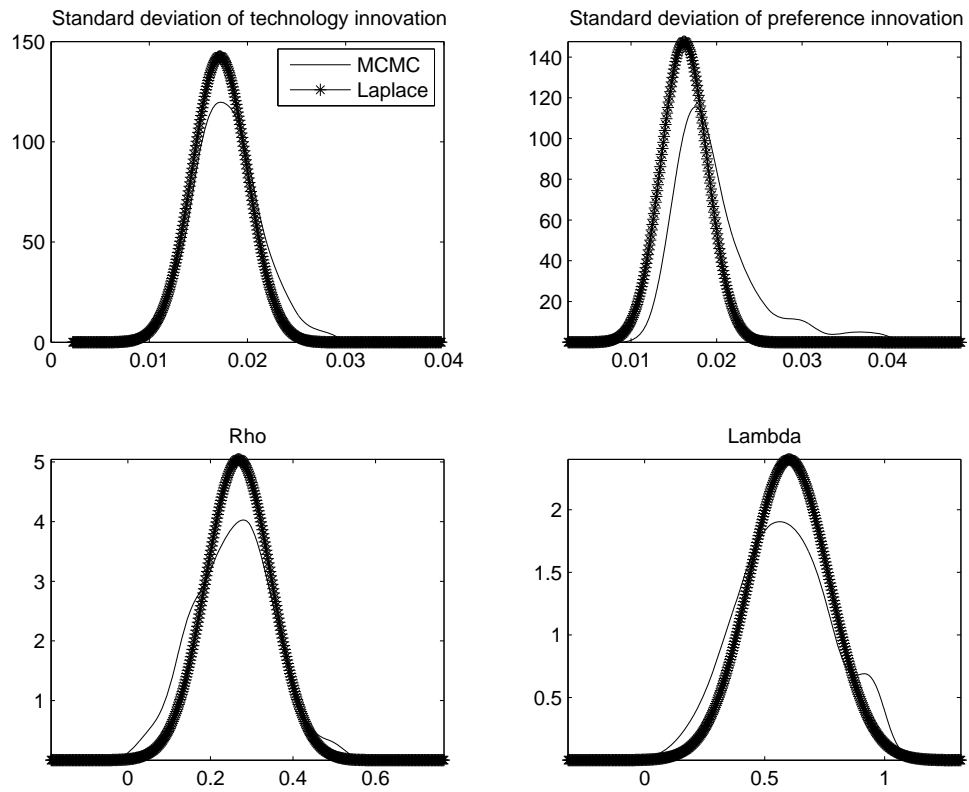 Standard deviation of technology innovation
150
100
50
0
0 0.01 0.02 0.03 0.04
MCMC
Laplace
Standard deviation of preference innovation
140
120
100
80
60
40
20
0.01 0.02 0.03 0.04
Rho
5
4
3
2
1
0 0.2 0.4 0.6
Lambda
2
1.5
1
0.5
0 0.5 1